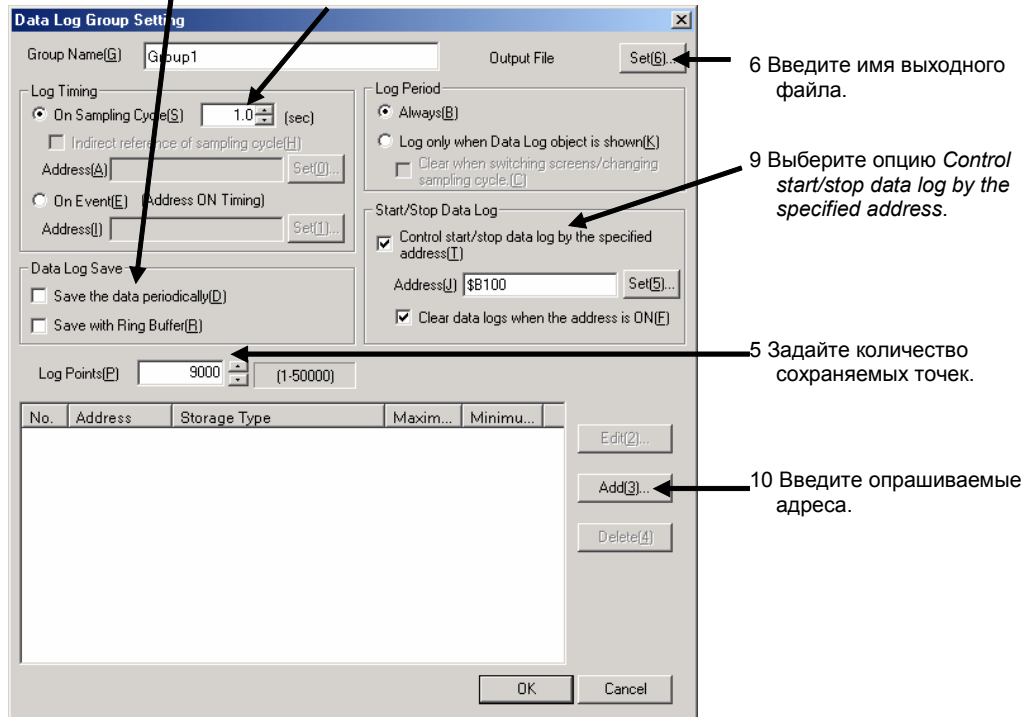 Data Log Group Setting
Group Name(G) Group1 Output File Set(6)...
6 Введите имя выходного
файла.
Log Timing
On Sampling Cycle(S) 1.0 (sec)
Indirect reference of sampling cycle(H)
Address(A) Set(0)...
On Event(E) (Address ON Timing)
Address(I) Set(1)...
Log Period
Always(B)
Log only when Data Log object is shown(K)
Clear when switching screens/changing
sampling cycle.(C)
9 Выберите опцию Control
start/stop data log by the
specified address.
Start/Stop Data Log
Control start/stop data log by the specified
address(T)
Address(J) $B100 Set(5)...
Clear data logs when the address is ON(F)
Data Log Save
Save the data periodically(D)
Save with Ring Buffer(R)
Log Points(P) 9000 (1-50000)
5 Задайте количество
сохраняемых точек.
No. Address Storage Type Maxim... Minimu...
Edit(2)...
Add(3)...
Delete(4)
10 Введите опрашиваемые
адреса.
OK Cancel